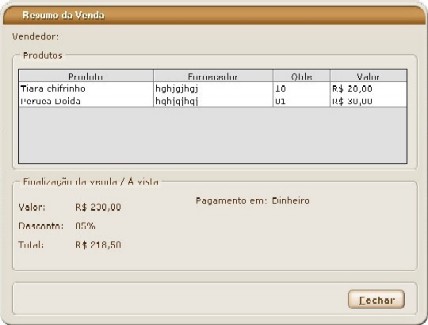 Resumo da Venda
Vendedor:
Produtos
Produto Fornecedor Qtde Valor
Tiara chifrinho hghjgjhgj 10 R$ 20,00
Peruca Doida hghjgjhgj 01 R$ 30,00
Finalização da venda / À vista
Valor: R$ 230,00 Pagamento em: Dinheiro
Desconto: 05%
Total: R$ 218,50
Fechar